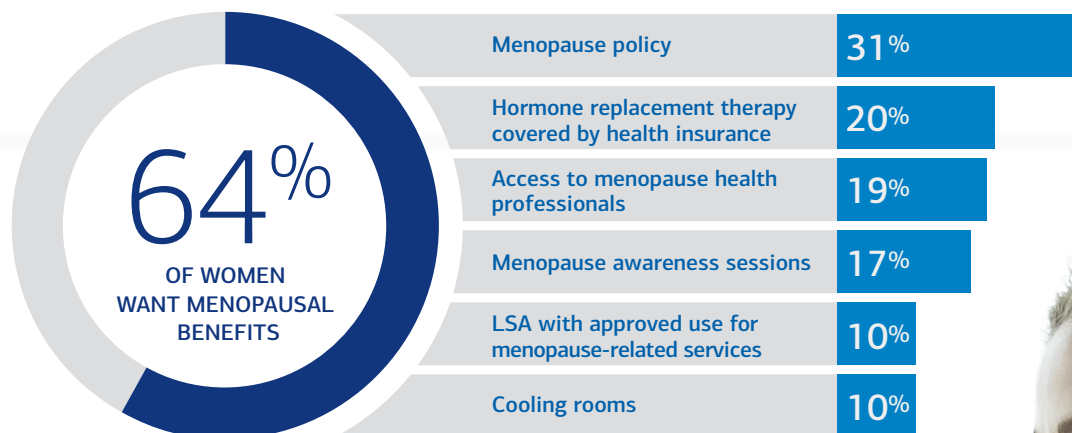 64%
OF WOMEN
WANT MENOPAUSAL
BENEFITS
Menopause policy
31%
Hormone replacement therapy
covered by health insurance
20%
Access to menopause health
professionals
19%
Menopause awareness sessions
17%
LSA with approved use for
menopause-related services
10%
Cooling rooms
10%